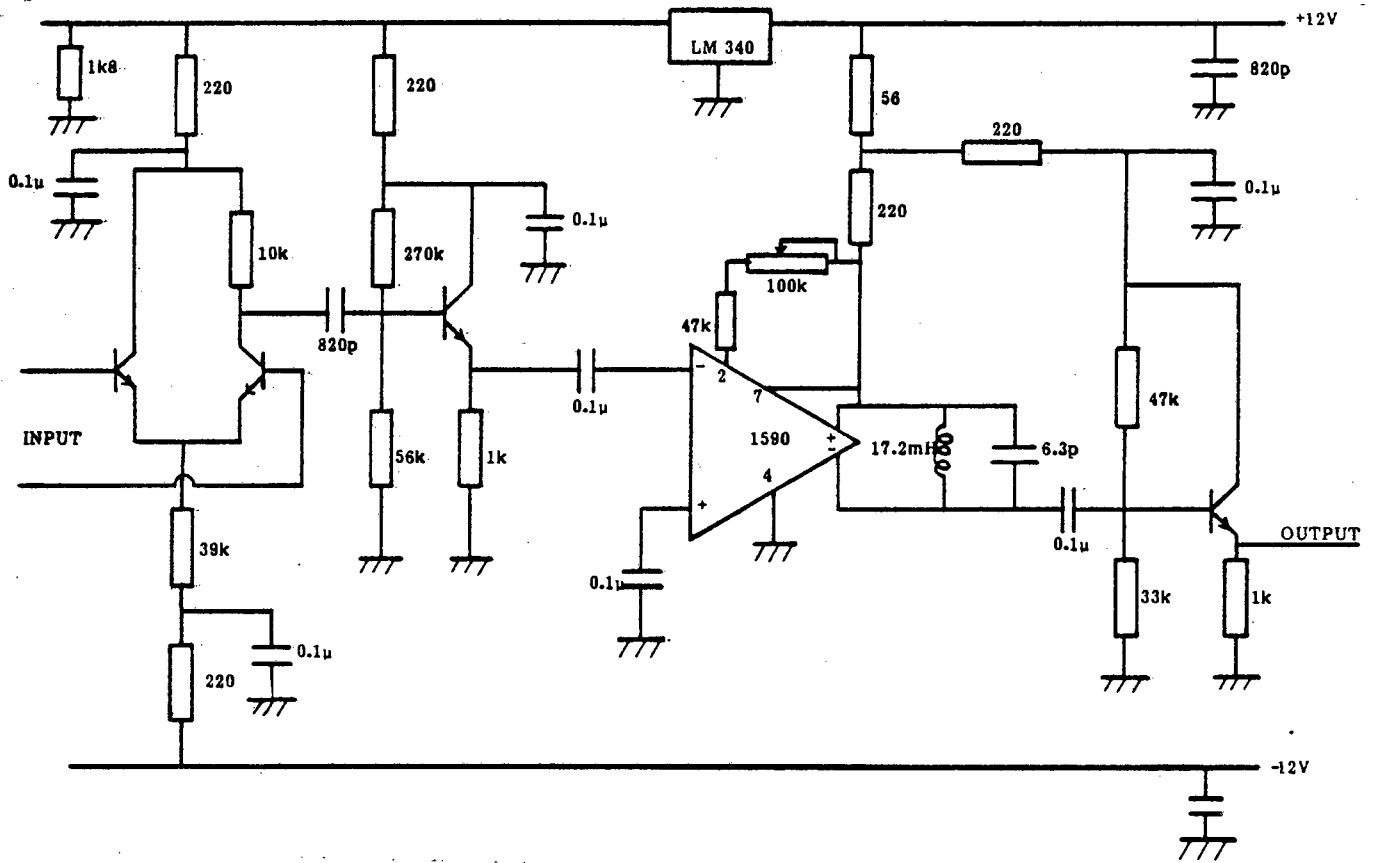 +12V
LM 340
1k8
220
220
56
820p
220
0.1µ
0.1µ
220
0.1µ
10k
270k
100k
47k
820p
2
-
7
0.1µ
47k
INPUT
56k
1k
1590
+
-
17.2mH
6.3p
4
+
0.1µ
OUTPUT
39k
0.1µ
33k
1k
220
0.1µ
-12V